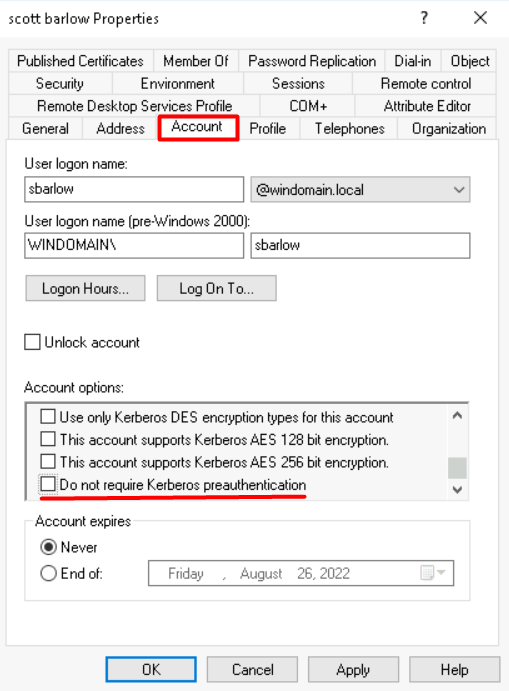 scott barlow Properties ? ×
Published Certificates Member Of Password Replication Dial-in Object
Security Environment Sessions Remote control
Remote Desktop Services Profile COM+ Attribute Editor
General Address Account Profile Telephones Organization
User logon name:
sbarlow @windomain.local
User logon name (pre-Windows 2000):
WINDOMAIN\ sbarlow
Logon Hours... Log On To...
Unlock account
Account options:
Use only Kerberos DES encryption types for this account
This account supports Kerberos AES 128 bit encryption.
This account supports Kerberos AES 256 bit encryption.
Do not require Kerberos preauthentication
Account expires
Never
End of: Friday , August 26, 2022
OK Cancel Apply Help